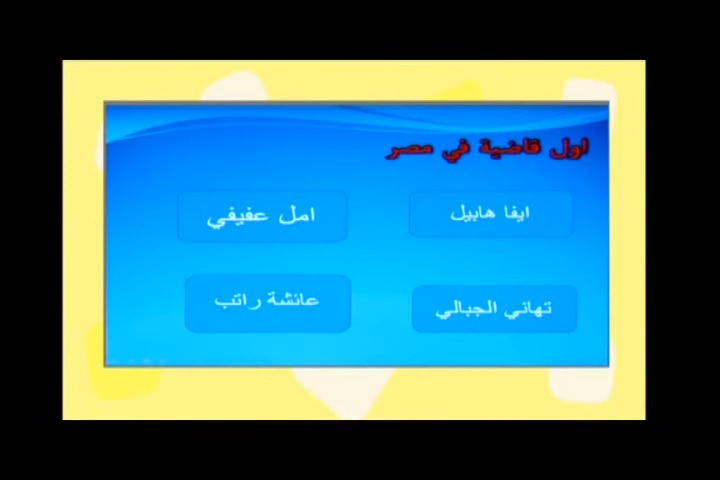 اول قاضية في مصر
ايفا هابيل
امل عفيفي
تهاني الجبالي
عائشة راتب